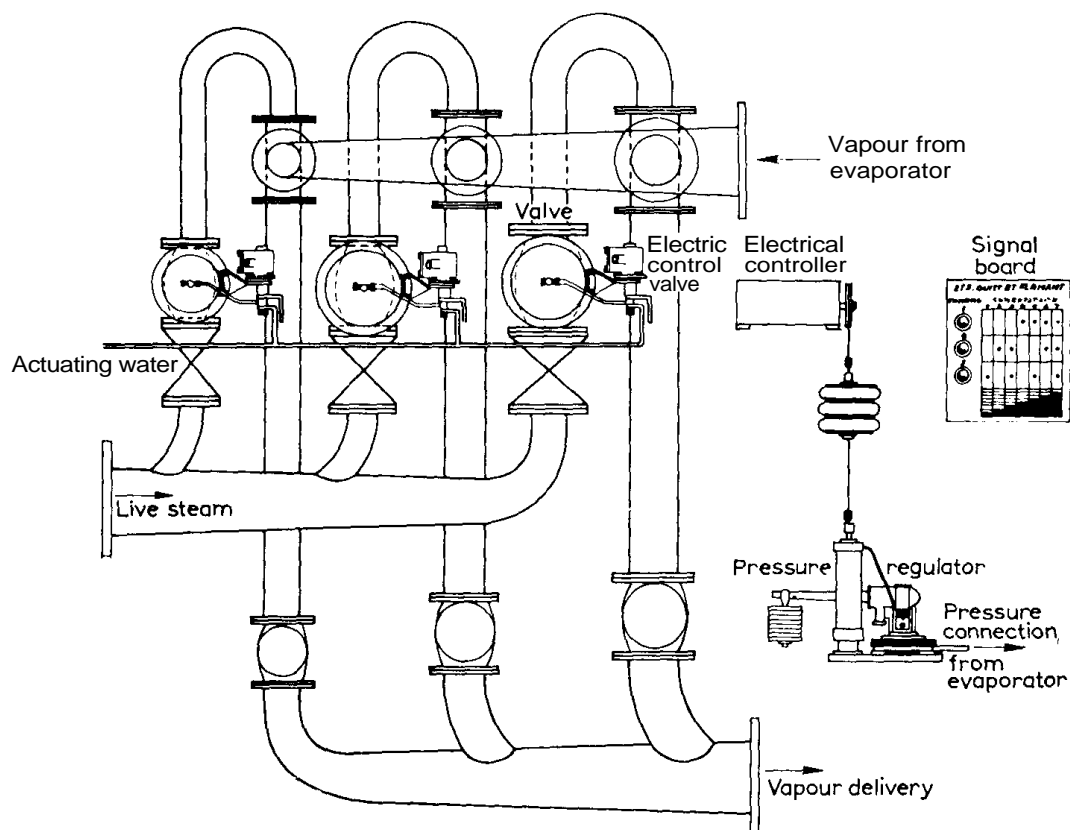 Vapour from
evaporator
Valve
Electric
control
valve
Electrical
controller
Signal
board
Actuating water
Live steam
Pressure regulator
Pressure
connection
from
evaporator
Vapour delivery